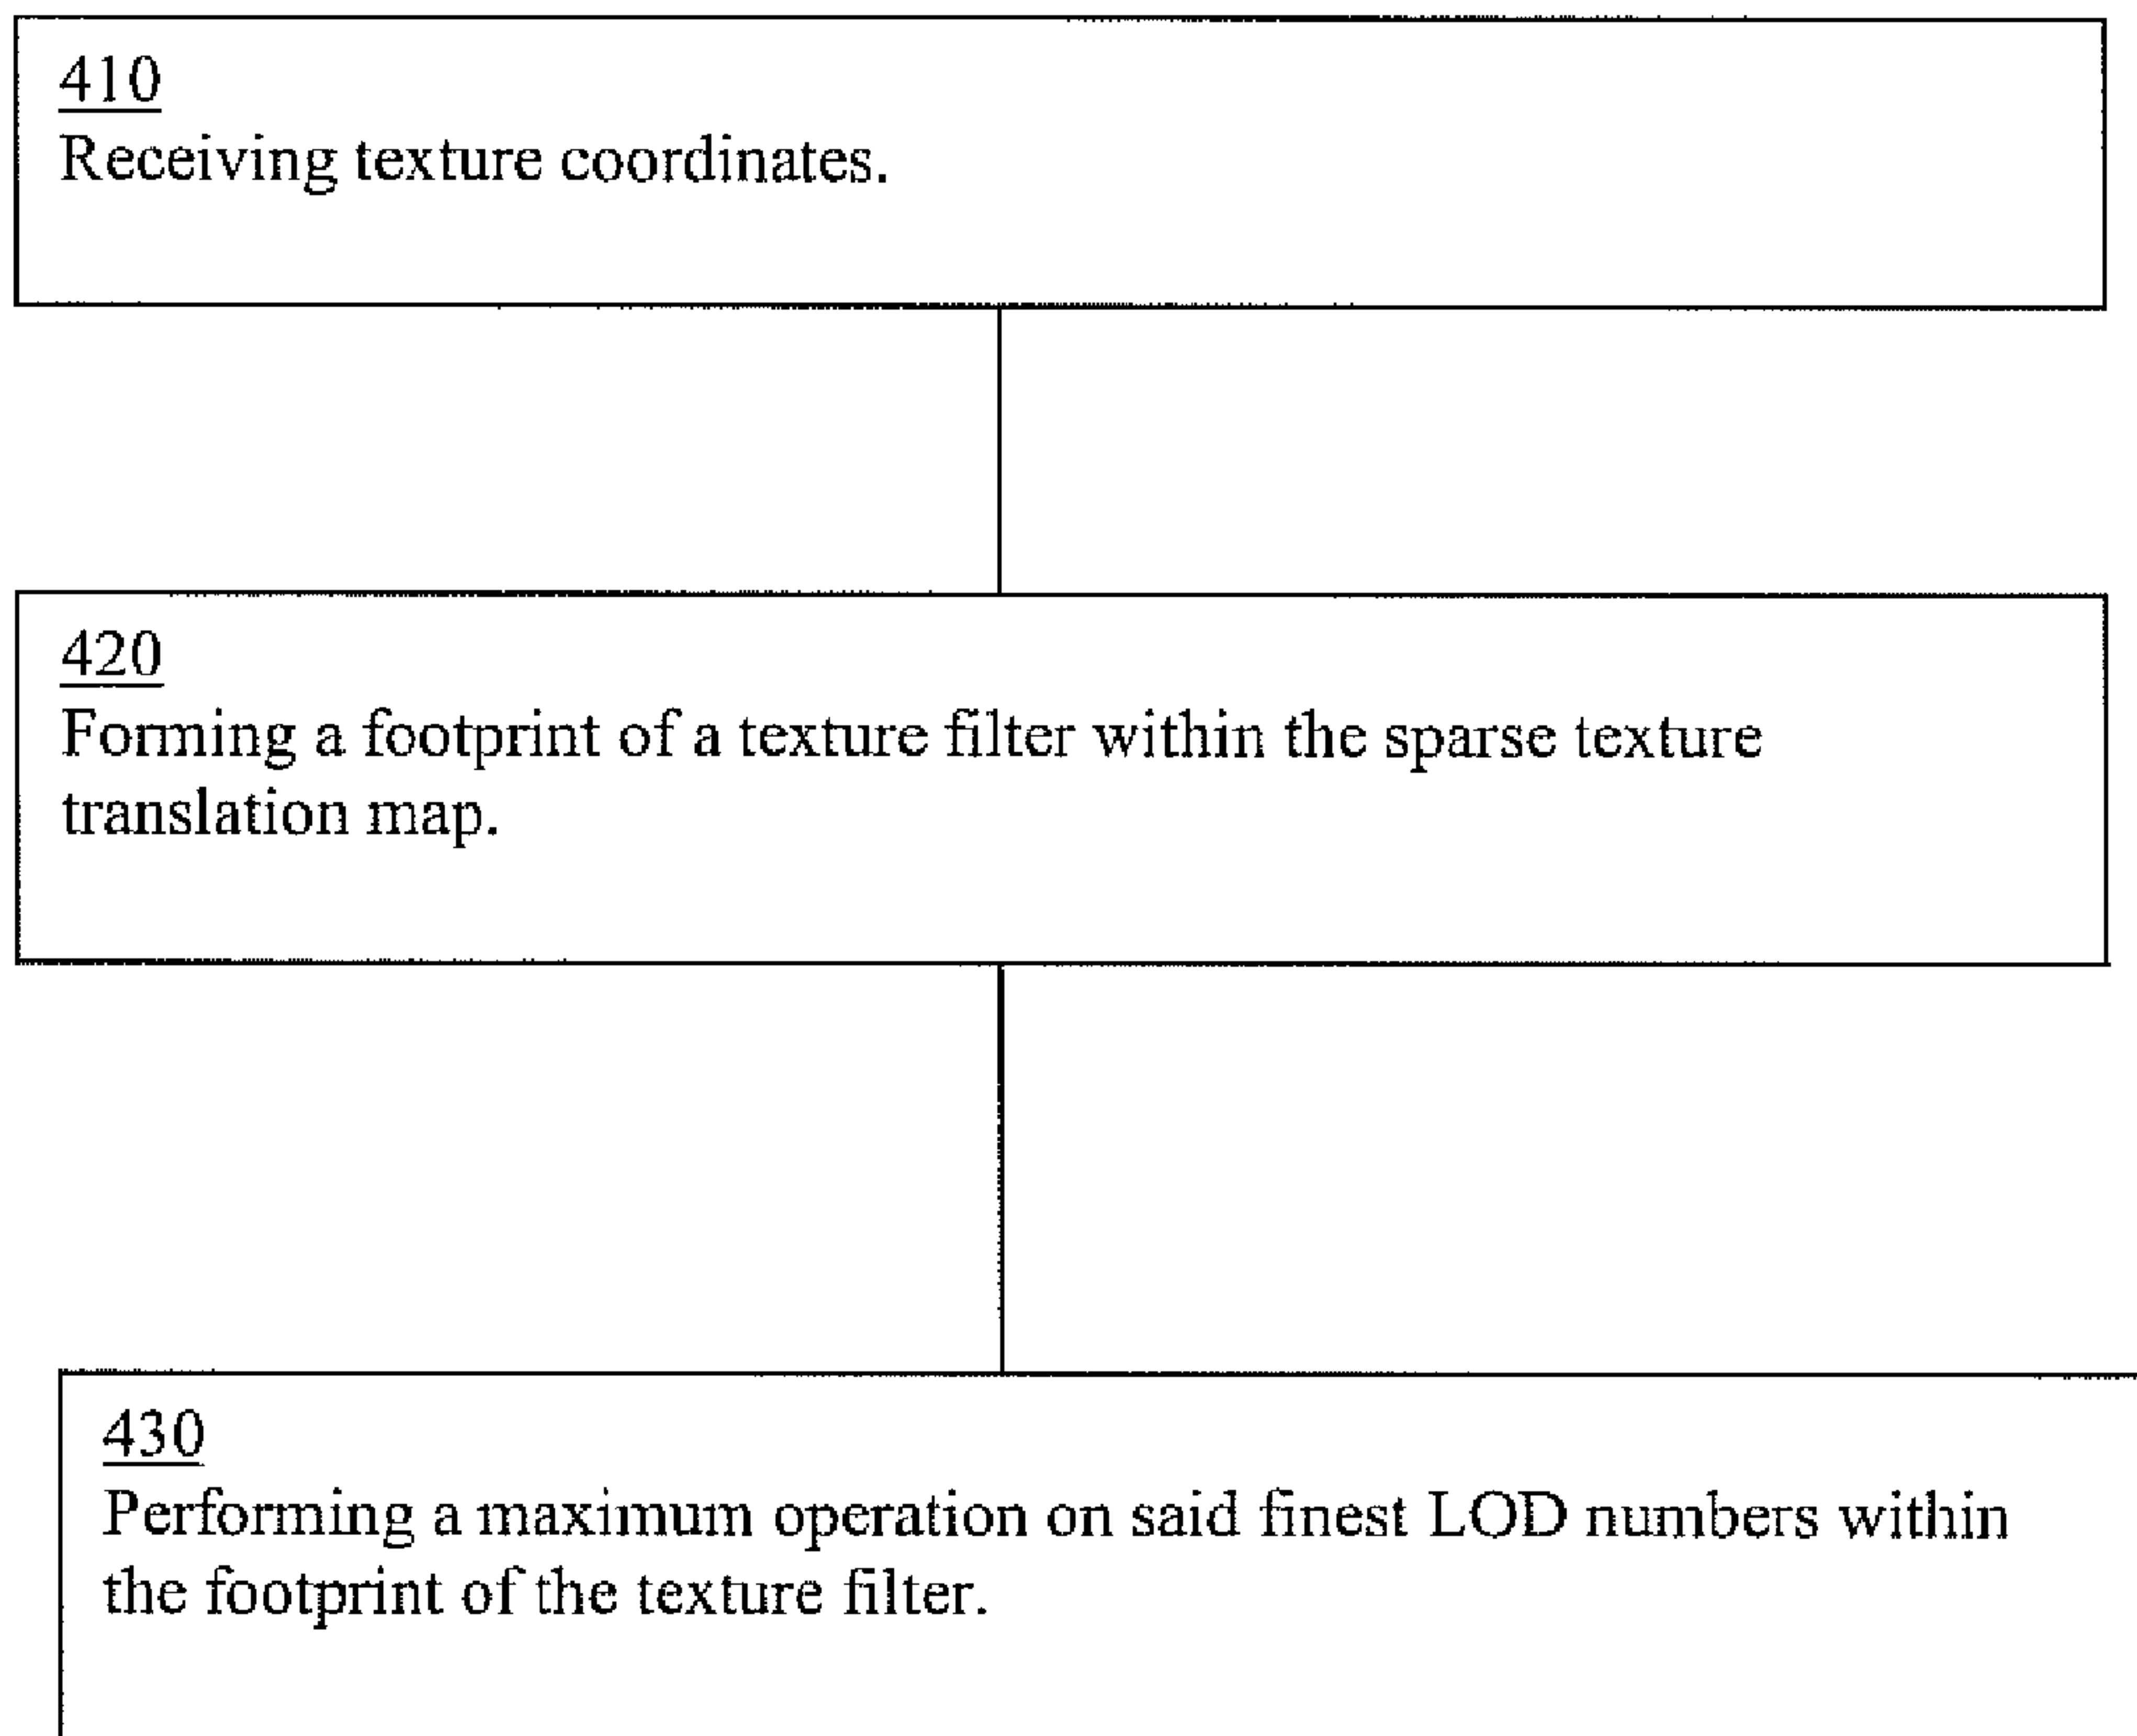 410
Receiving texture coordinates.
420
Forming a footprint of a texture filter within the sparse texture
translation map.
430
Performing a maximum operation on said finest LOD numbers within
the footprint of the texture filter.